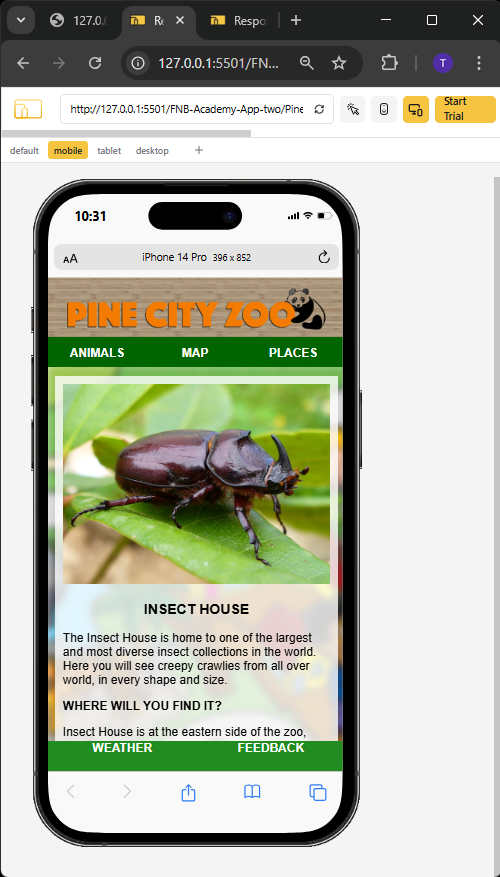 127.0.
Re
Respo
127.0.0.1:5501/FN...
T
http://127.0.0.1:5501/FNB-Academy-App-two/Pine
Start
Trial
default mobile tablet desktop +
10:31
AA iPhone 14 Pro 396 x 852
PINE CITY ZOO
ANIMALS MAP PLACES
INSECT HOUSE
The Insect House is home to one of the largest
and most diverse insect collections in the world.
Here you will see creepy crawlies from all over
world, in every shape and size.
WHERE WILL YOU FIND IT?
Insect House is at the eastern side of the zoo,
WEATHER FEEDBACK